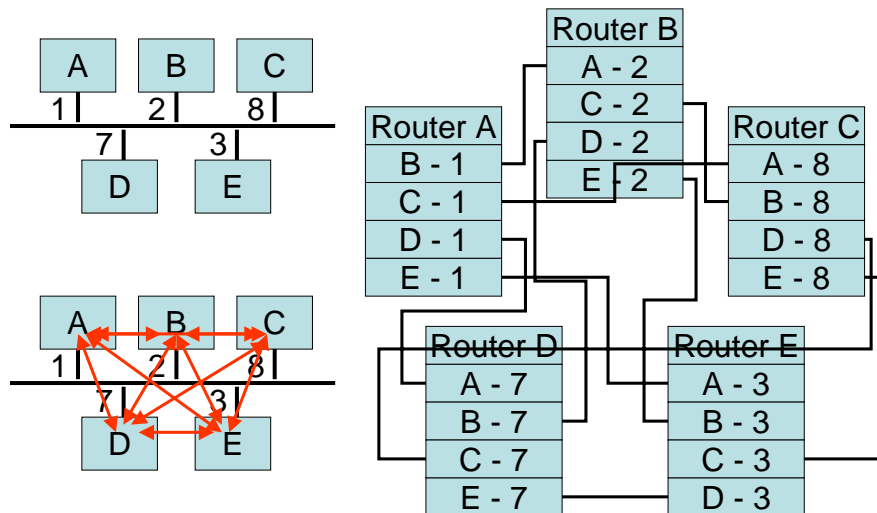 A B C
1 2 8
7 3
D E
A B C
1 2 8
7 3
D E
Router A
B - 1
C - 1
D - 1
E - 1
Router B
A - 2
C - 2
D - 2
E - 2
Router C
A - 8
B - 8
D - 8
E - 8
Router D
A - 7
B - 7
C - 7
E - 7
Router E
A - 3
B - 3
C - 3
D - 3